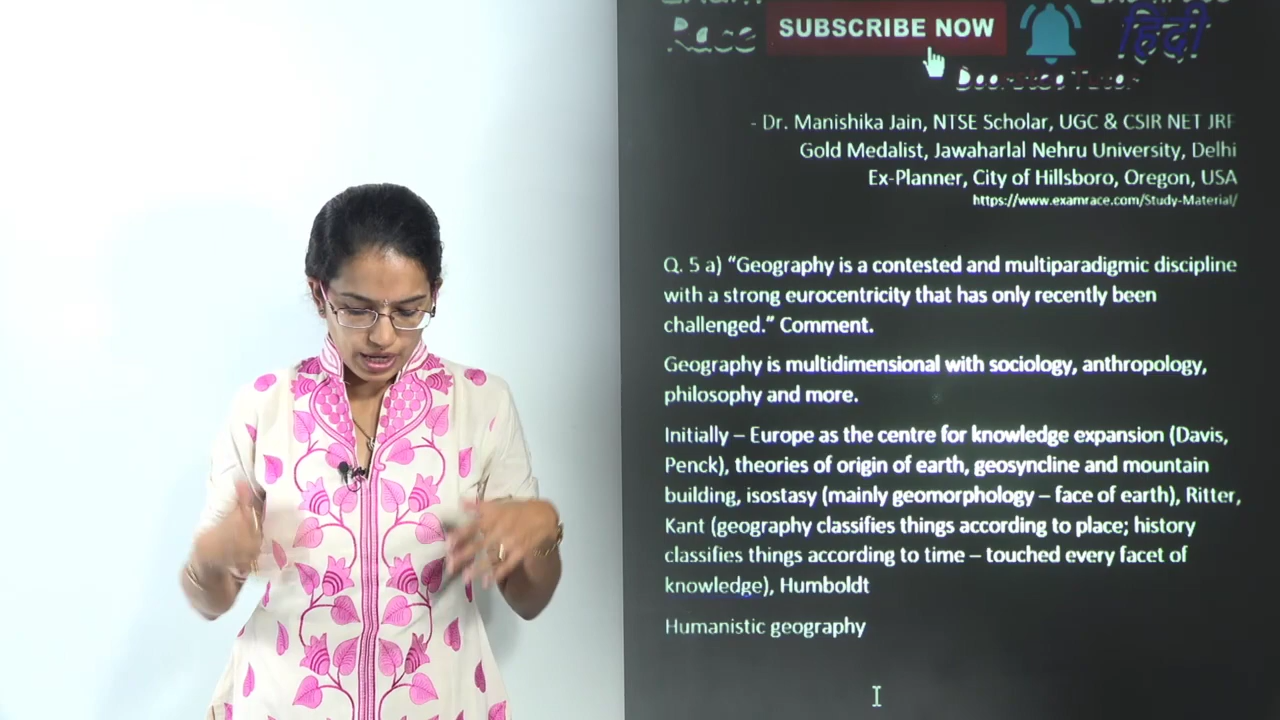 Race SUBSCRIBE NOW हिंदी
Doorstep Tutor
- Dr. Manishika Jain, NTSE Scholar, UGC & CSIR NET JRF
Gold Medalist, Jawaharlal Nehru University, Delhi
Ex-Planner, City of Hillsboro, Oregon, USA
https://www.examrace.com/Study-Material/
Q. 5 a) “Geography is a contested and multiparadigmic discipline
with a strong eurocentricity that has only recently been
challenged.” Comment.
Geography is multidimensional with sociology, anthropology,
philosophy and more.
Initially – Europe as the centre for knowledge expansion (Davis,
Penck), theories of origin of earth, geosyncline and mountain
building, isostasy (mainly geomorphology – face of earth), Ritter,
Kant (geography classifies things according to place; history
classifies things according to time – touched every facet of
knowledge), Humboldt
Humanistic geography